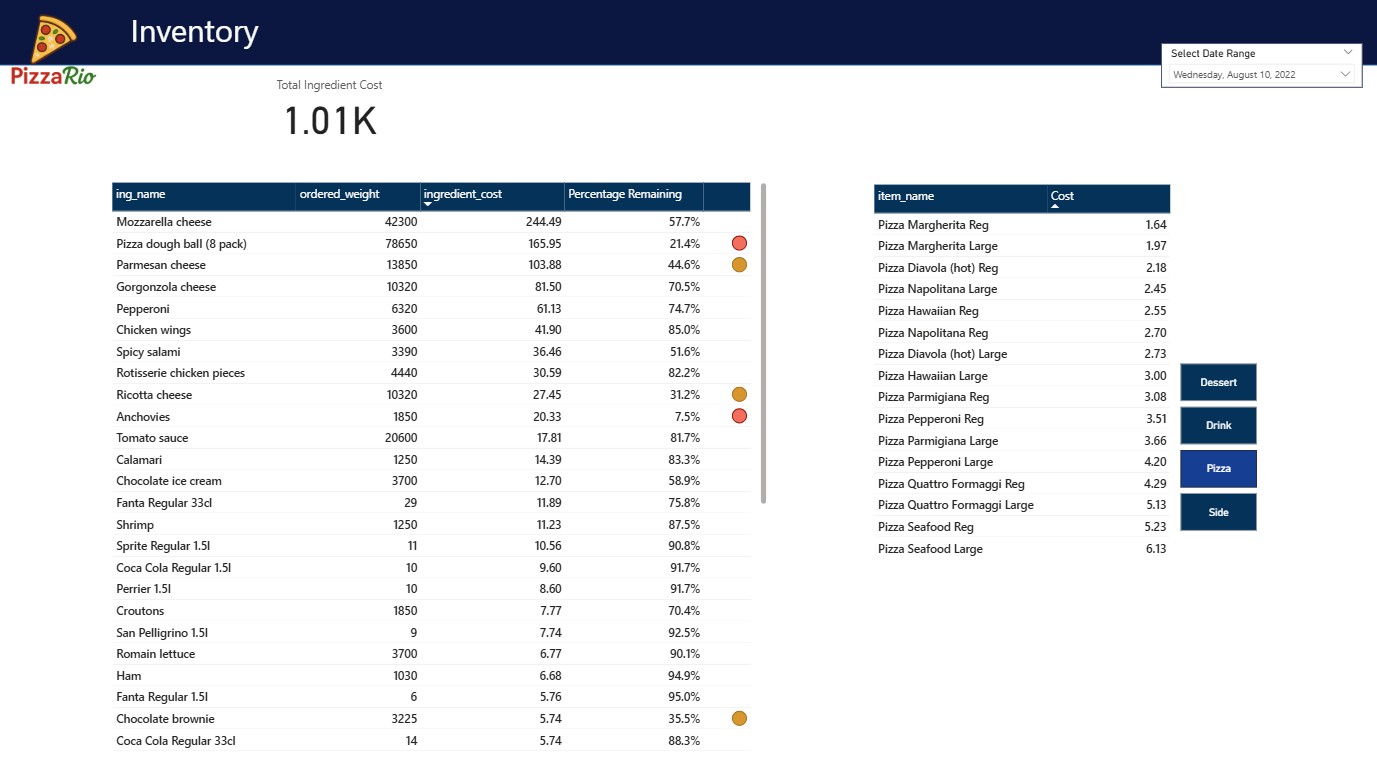 Inventory
PizzaRio
Select Date Range
Wednesday, August 10, 2022
Total Ingredient Cost
1.01K
ing_name ordered_weight ingredient_cost Percentage Remaining
Mozzarella cheese 42300 244.49 57.7%
Pizza dough ball (8 pack) 78650 165.95 21.4%
Parmesan cheese 13850 103.88 44.6%
Gorgonzola cheese 10320 81.50 70.5%
Pepperoni 6320 61.13 74.7%
Chicken wings 3600 41.90 85.0%
Spicy salami 3390 36.46 51.6%
Rotisserie chicken pieces 4440 30.59 82.2%
Ricotta cheese 10320 27.45 31.2%
Anchovies 1850 20.33 7.5%
Tomato sauce 20600 17.81 81.7%
Calamari 1250 14.39 83.3%
Chocolate ice cream 3700 12.70 58.9%
Fanta Regular 33cl 29 11.89 75.8%
Shrimp 1250 11.23 87.5%
Sprite Regular 1.5l 11 10.56 90.8%
Coca Cola Regular 1.5l 10 9.60 91.7%
Perrier 1.5l 10 8.60 91.7%
Croutons 1850 7.77 70.4%
San Pelligrino 1.5l 9 7.74 92.5%
Romain lettuce 3700 6.77 90.1%
Ham 1030 6.68 94.9%
Fanta Regular 1.5l 6 5.76 95.0%
Chocolate brownie 3225 5.74 35.5%
Coca Cola Regular 33cl 14 5.74 88.3%
item_name Cost
Pizza Margherita Reg 1.64
Pizza Margherita Large 1.97
Pizza Diavola (hot) Reg 2.18
Pizza Napolitana Large 2.45
Pizza Hawaiian Reg 2.55
Pizza Napolitana Reg 2.70
Pizza Diavola (hot) Large 2.73
Pizza Hawaiian Large 3.00
Pizza Parmigiana Reg 3.08
Pizza Pepperoni Reg 3.51
Pizza Parmigiana Large 3.66
Pizza Pepperoni Large 4.20
Pizza Quattro Formaggi Reg 4.29
Pizza Quattro Formaggi Large 5.13
Pizza Seafood Reg 5.23
Pizza Seafood Large 6.13
Dessert
Drink
Pizza
Side